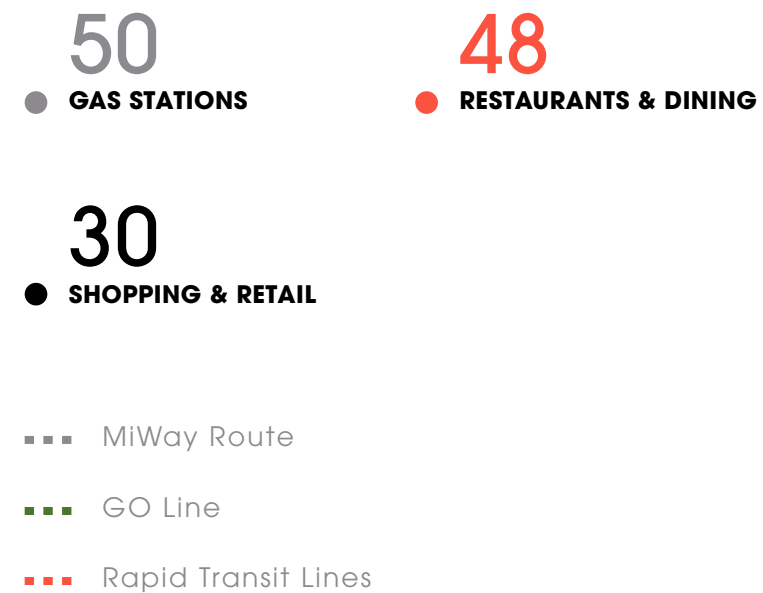 50
GAS STATIONS
48
RESTAURANTS & DINING
30
SHOPPING & RETAIL
MiWay Route
GO Line
Rapid Transit Lines